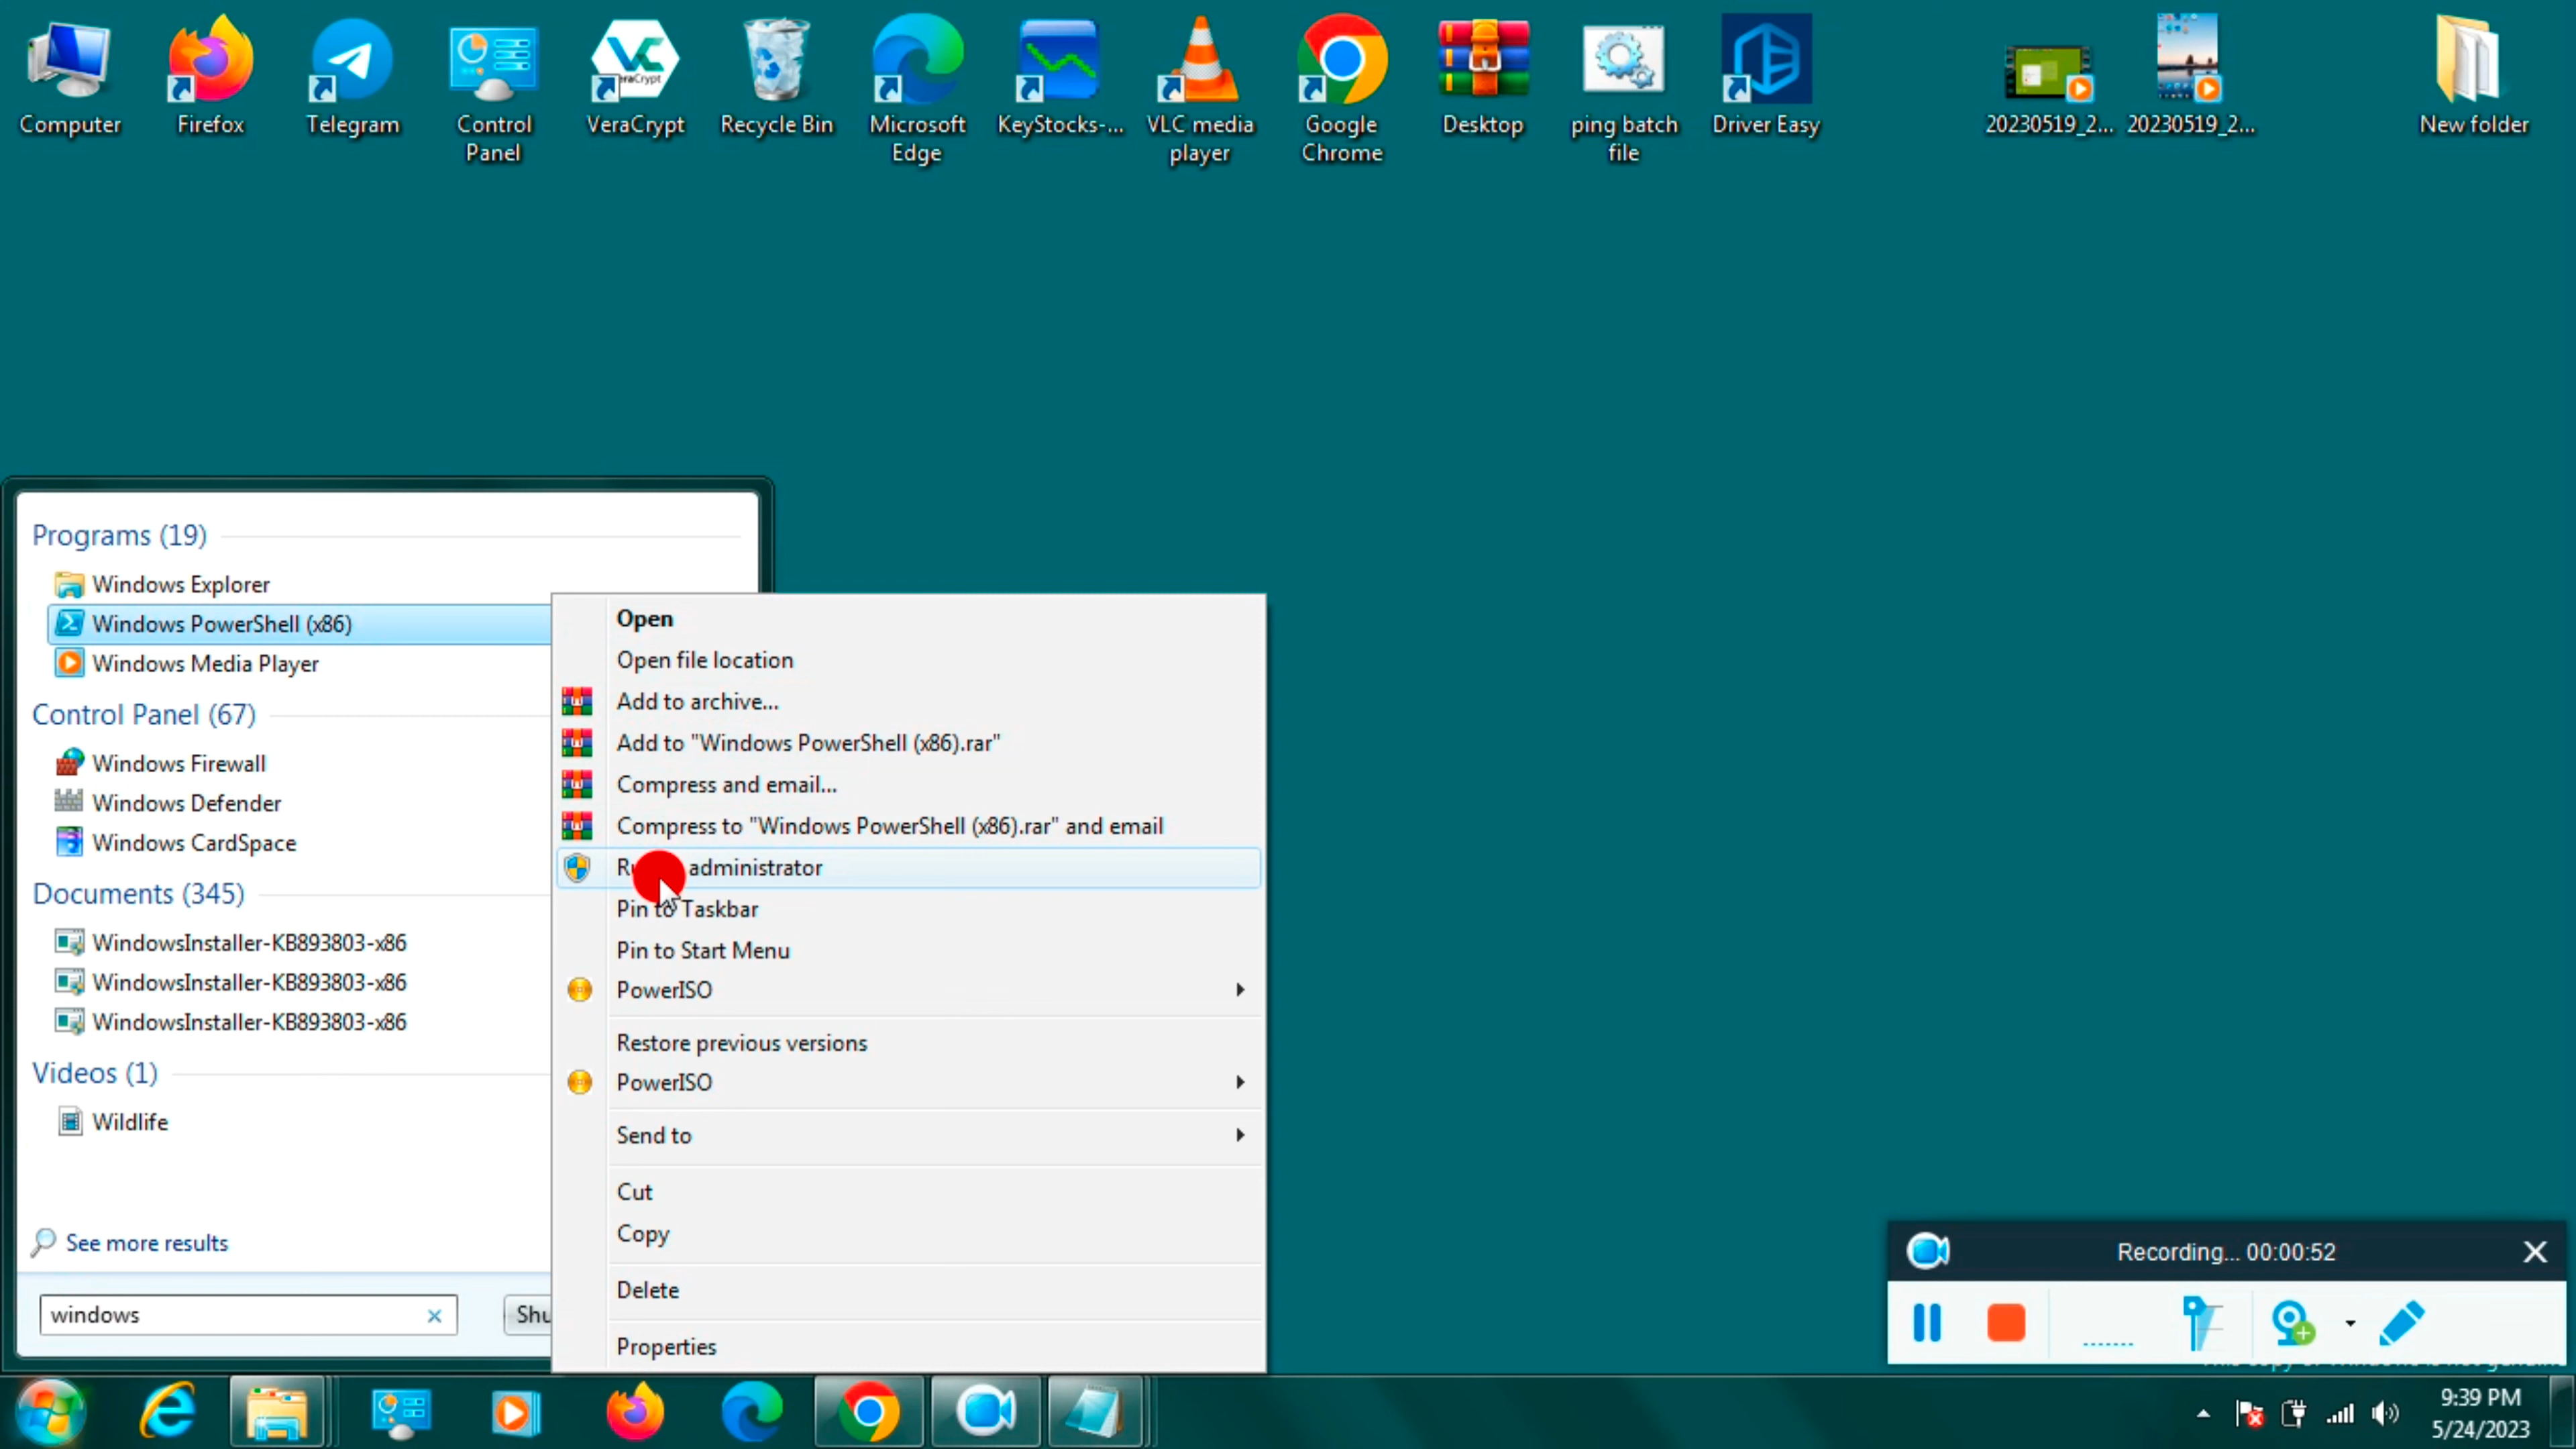 Computer
Firefox
Telegram
Control
Panel
VeraCrypt
Recycle Bin
Microsoft
Edge
KeyStocks-...
VLC media
player
Google
Chrome
Desktop
ping batch
file
Driver Easy
20230519_2...
20230519_2...
New folder
Programs (19)
Windows Explorer
Windows PowerShell (x86)
Windows Media Player
Control Panel (67)
Windows Firewall
Windows Defender
Windows CardSpace
Documents (345)
WindowsInstaller-KB893803-x86
WindowsInstaller-KB893803-x86
WindowsInstaller-KB893803-x86
Videos (1)
Wildlife
See more results
windows
Shu
Open
Open file location
Add to archive...
Add to "Windows PowerShell (x86).rar"
Compress and email...
Compress to "Windows PowerShell (x86).rar" and email
administrator
Pin to Taskbar
Pin to Start Menu
PowerISO
Restore previous versions
PowerISO
Send to
Cut
Copy
Delete
Properties
Recording... 00:00:52
9:39 PM
5/24/2023